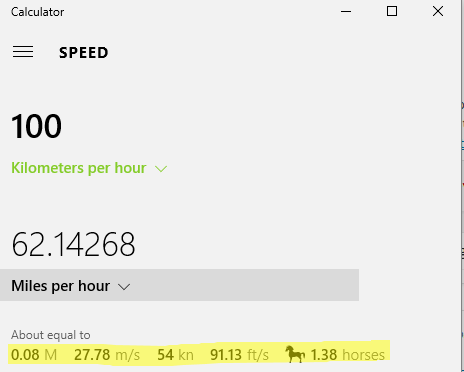 Calculator
SPEED
100
Kilometers per hour
62.14268
Miles per hour
About equal to
0.08 M 27.78 m/s 54 kn 91.13 ft/s 1.38 horses